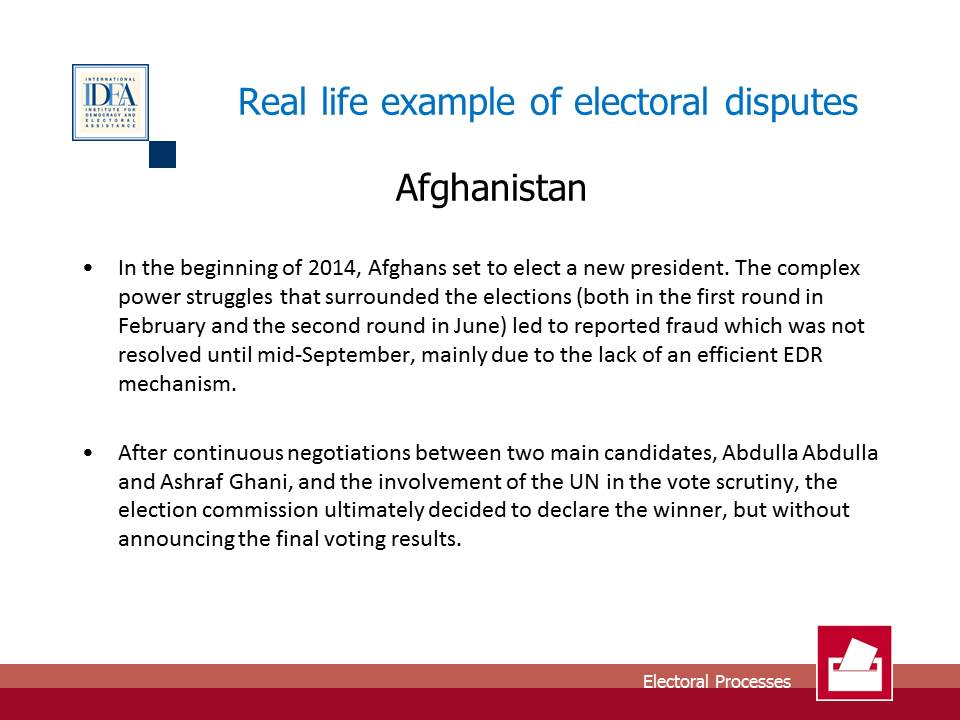 INTERNATIONAL
IDEA
INSTITUTE FOR
DEMOCRACY AND
ELECTORAL
ASSISTANCE
Real life example of electoral disputes
Afghanistan
• In the beginning of 2014, Afghans set to elect a new president. The complex
power struggles that surrounded the elections (both in the first round in
February and the second round in June) led to reported fraud which was not
resolved until mid-September, mainly due to the lack of an efficient EDR
mechanism.
• After continuous negotiations between two main candidates, Abdulla Abdulla
and Ashraf Ghani, and the involvement of the UN in the vote scrutiny, the
election commission ultimately decided to declare the winner, but without
announcing the final voting results.
Electoral Processes